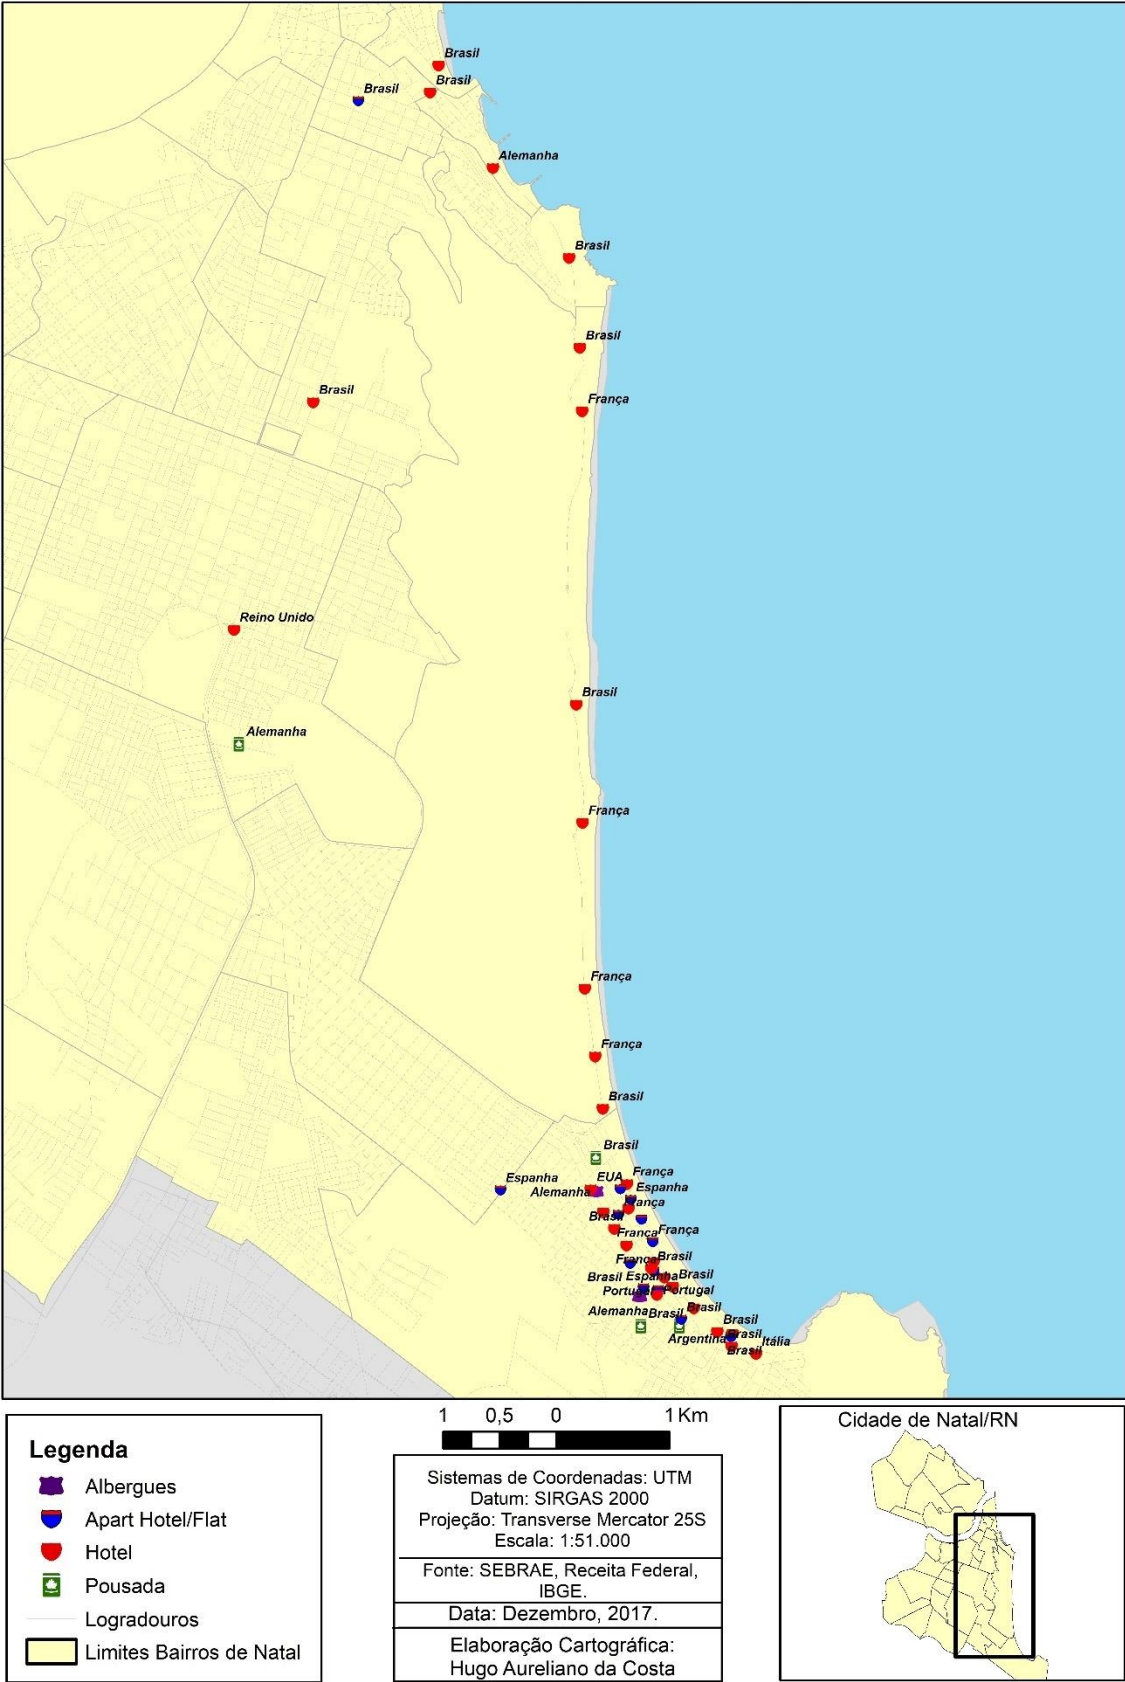 Brasil
Brasil
Brasil
Alemanha
Brasil
Brasil
França
Brasil
Reino Unido
Brasil
Alemanha
França
França
França
Brasil
Brasil
França
Espanha
EUA
Alemanha
Espanha
França
Brasil
França
França
França
Brasil
Brasil
Espanha
Brasil
Portugal
Portugal
Alemanha
Brasil
Brasil
Brasil
Argentina
Brasil
Itália
Brasil
Legenda
Albergues
Apart Hotel/Flat
Hotel
Pousada
Logradouros
Limites Bairros de Natal
1 0,5 0 1 Km
Sistemas de Coordenadas: UTM
Datum: SIRGAS 2000
Projeção: Transverse Mercator 25S
Escala: 1:51.000
Fonte: SEBRAE, Receita Federal,
IBGE.
Data: Dezembro, 2017.
Elaboração Cartográfica:
Hugo Aureliano da Costa
Cidade de Natal/RN